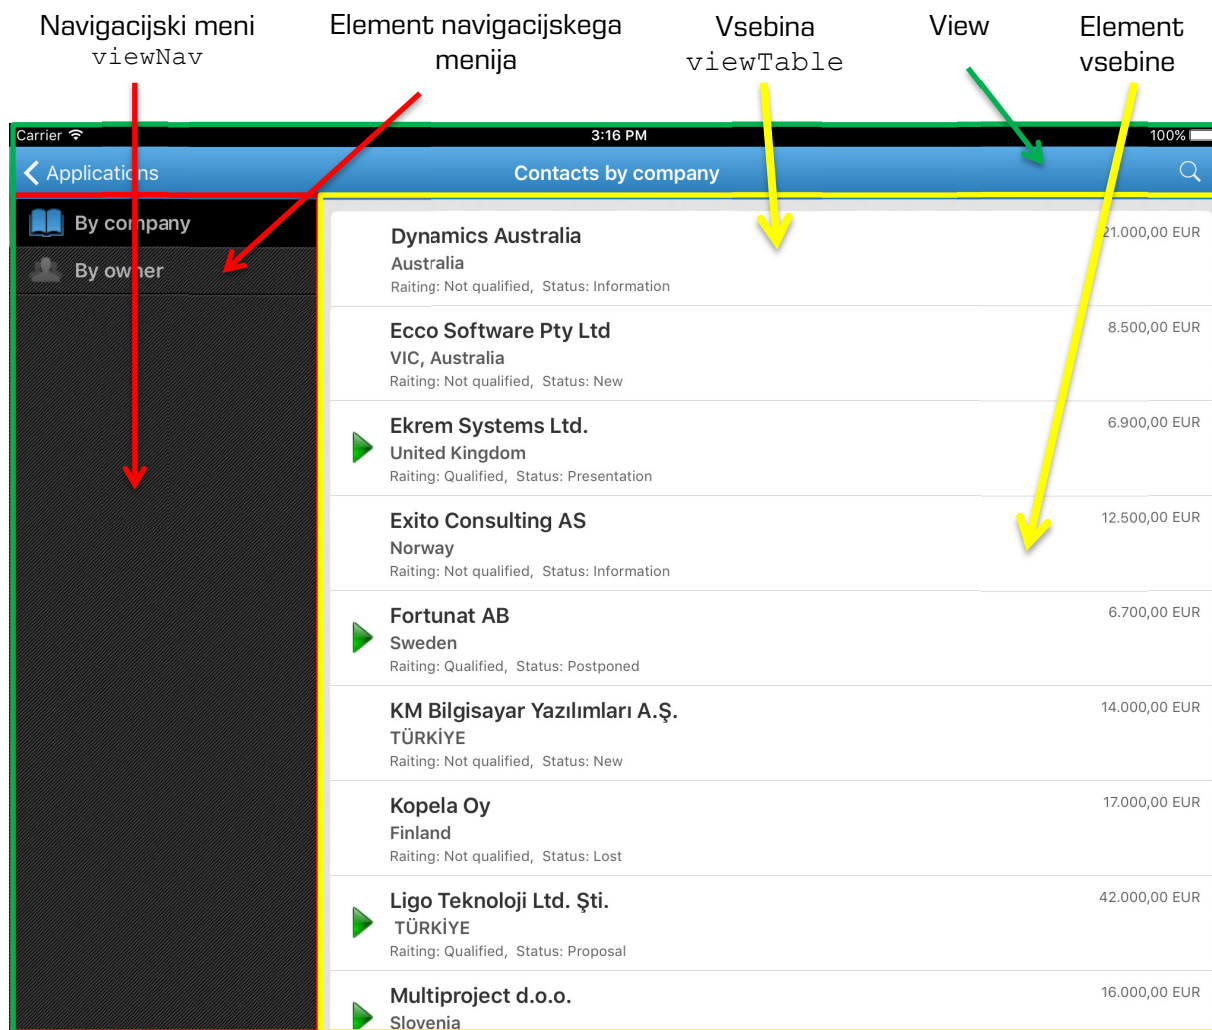 Navigacijski meni
viewNav
Element navigacijskega
menija
Vsebina
viewTable
View
Element
vsebine
Carrier
3:16 PM
100%
Applications
Contacts by company
By company
By owner
Dynamics Australia
21.000,00 EUR
Australia
Raiting: Not qualified, Status: Information
Ecco Software Pty Ltd
8.500,00 EUR
VIC, Australia
Raiting: Not qualified, Status: New
Ekrem Systems Ltd.
6.900,00 EUR
United Kingdom
Raiting: Qualified, Status: Presentation
Exito Consulting AS
12.500,00 EUR
Norway
Raiting: Not qualified, Status: Information
Fortunat AB
6.700,00 EUR
Sweden
Raiting: Qualified, Status: Postponed
KM Bilgisayar Yazılımları A.Ş.
14.000,00 EUR
TÜRKİYE
Raiting: Not qualified, Status: New
Kopela Oy
17.000,00 EUR
Finland
Raiting: Not qualified, Status: Lost
Ligo Teknoloji Ltd. Şti.
42.000,00 EUR
TÜRKİYE
Raiting: Qualified, Status: Proposal
Multiproject d.o.o.
16.000,00 EUR
Slovenia